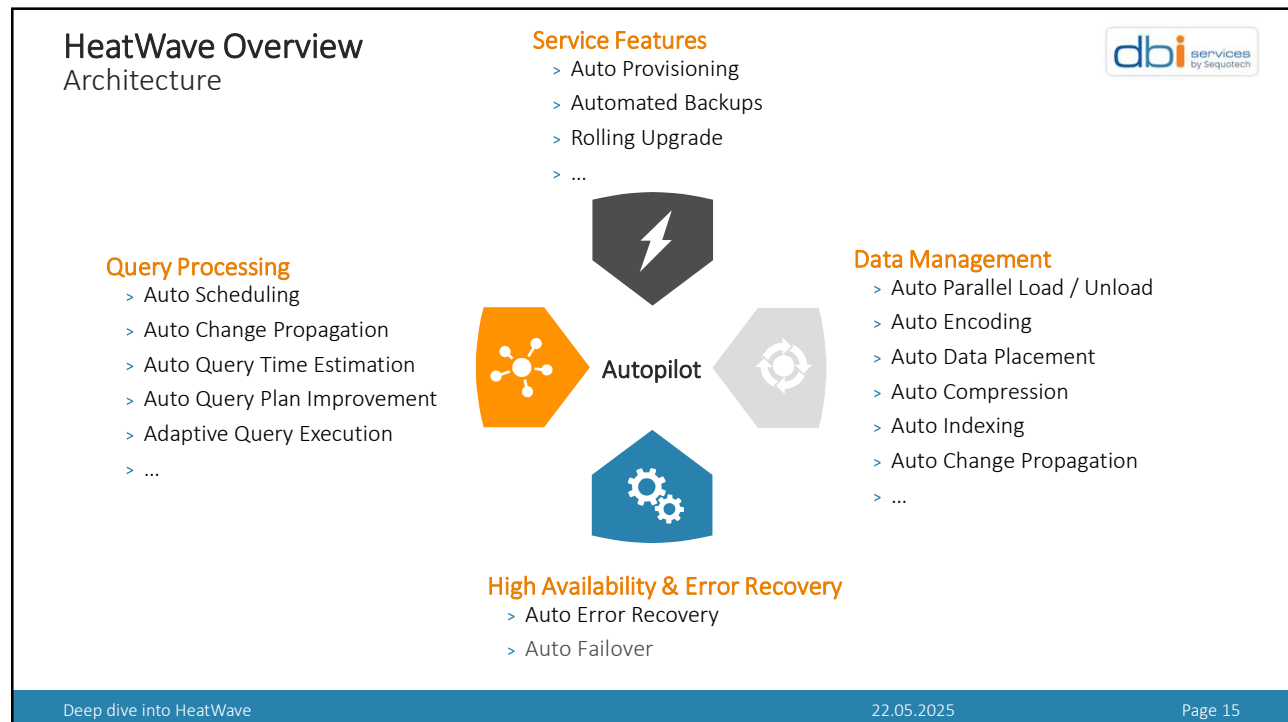 HeatWave Overview
Architecture
dbi services
by Sequotech
Service Features
> Auto Provisioning
> Automated Backups
> Rolling Upgrade
> ...
Query Processing
> Auto Scheduling
> Auto Change Propagation
> Auto Query Time Estimation
> Auto Query Plan Improvement
> Adaptive Query Execution
> ...
Autopilot
Data Management
> Auto Parallel Load / Unload
> Auto Encoding
> Auto Data Placement
> Auto Compression
> Auto Indexing
> Auto Change Propagation
> ...
High Availability & Error Recovery
> Auto Error Recovery
> Auto Failover
Deep dive into HeatWave 22.05.2025 Page 15